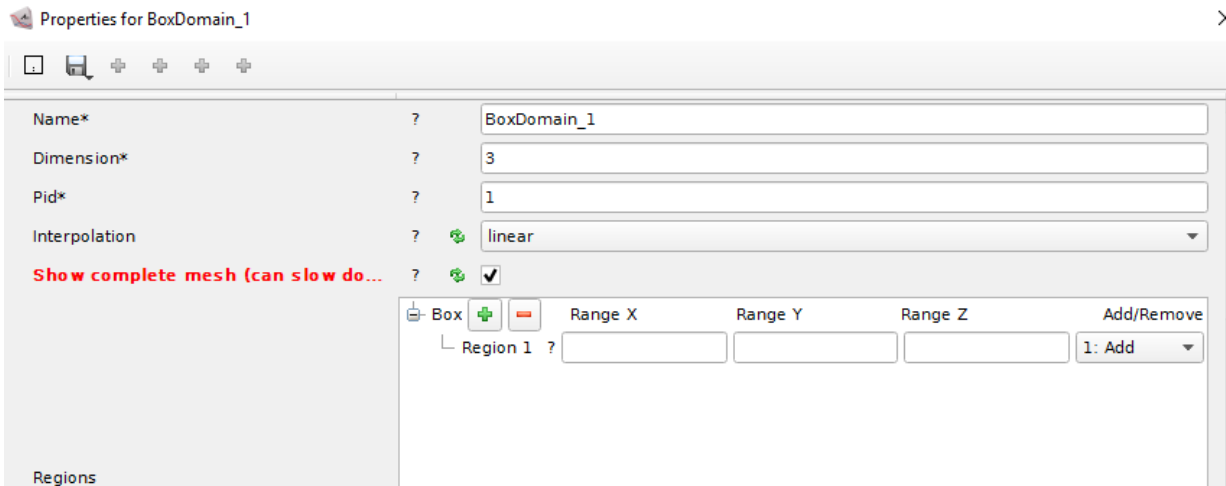 Properties for BoxDomain_1
Name* ? BoxDomain_1
Dimension* ? 3
Pid* ? 1
Interpolation ? linear
Show complete mesh (can slow do... ?
Box Range X Range Y Range Z Add/Remove
Region 1 ? 1: Add
Regions